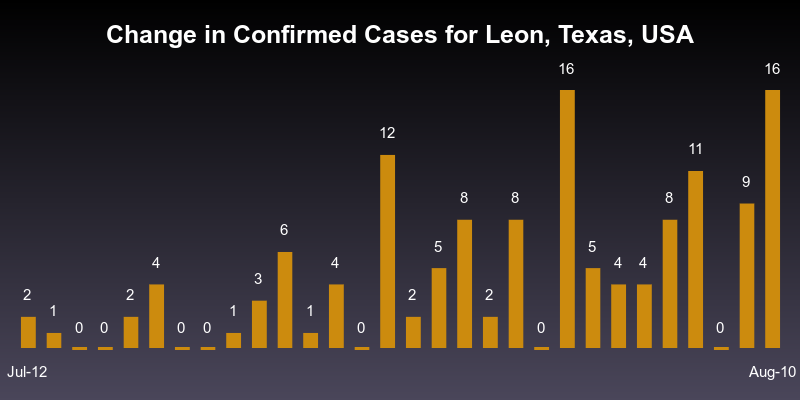 Change in Confirmed Cases for Leon, Texas, USA
2 1 0 0 2 4 0 0 1 3 6 1 4 0 12 2 5 8 2 8 0 16 5 4 4 8 11 0 9 16
Jul-12 Aug-10